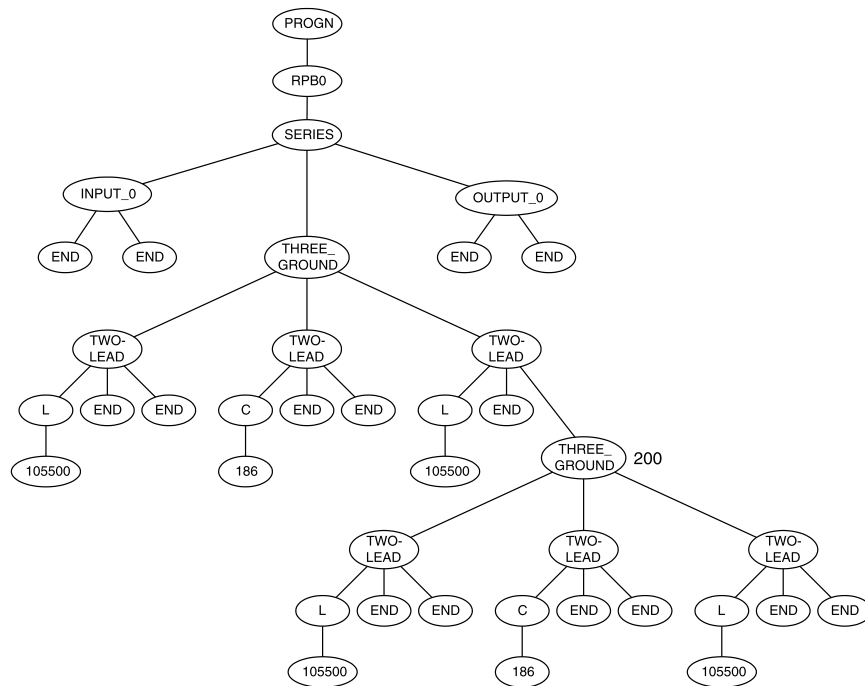 PROGN
RPB0
SERIES
INPUT_0
OUTPUT_0
END
END
THREE_
GROUND
END
END
TWO-
LEAD
TWO-
LEAD
TWO-
LEAD
L
END
END
C
END
END
L
END
105500
186
105500
THREE_
GROUND
200
TWO-
LEAD
TWO-
LEAD
TWO-
LEAD
L
END
END
C
END
END
L
END
END
105500
186
105500